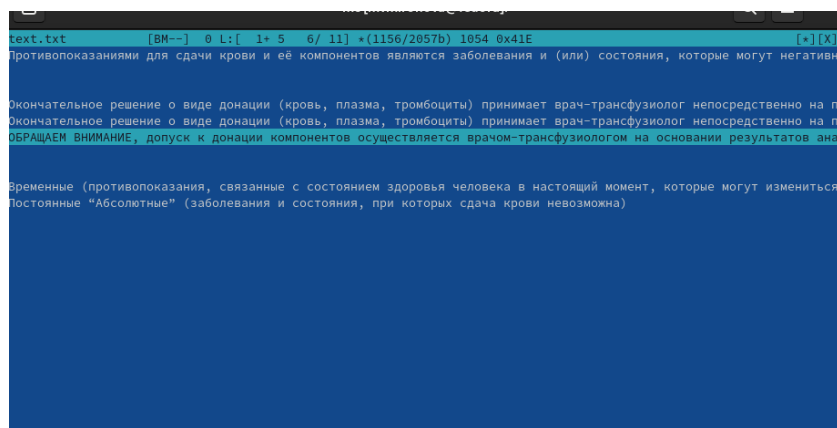 text.txt [BM--] 0 L:[ 1+ 5 6/ 11] *(1156/2057b) 1054 0x41E [*][X]
Противопоказаниями для сдачи крови и её компонентов являются заболевания и (или) состояния, которые могут
Окончательное решение о виде донации (кровь, плазма, тромбоциты) принимает врач-трансфузиолог непосредственно на
Окончательное решение о виде донации (кровь, плазма, тромбоциты) принимает врач-трансфузиолог непосредственно на
ОБРАЩАЕМ ВНИМАНИЕ, допуск к донации компонентов осуществляется врачом-трансфузиологом на основании результатов
Временные (противопоказания, связанные с состоянием здоровья человека в настоящий момент, которые могут измениться
Постоянные “Абсолютные” (заболевания и состояния, при которых сдача крови невозможна)